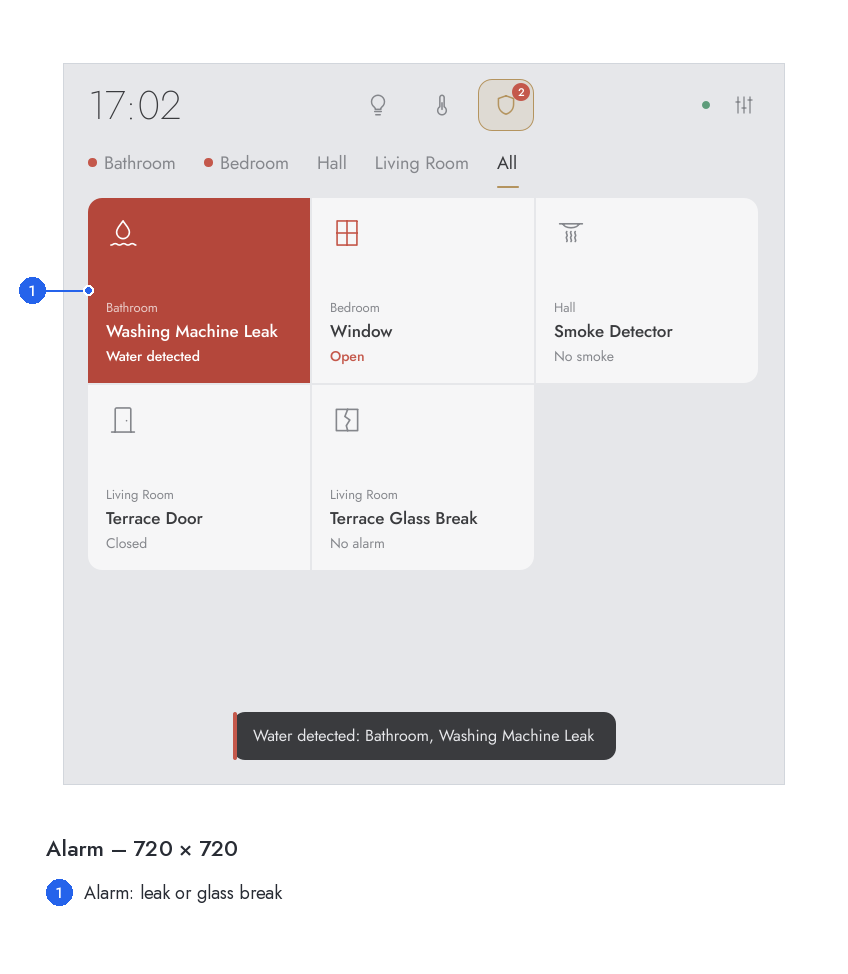 17:02
2
Bathroom
Bedroom
Hall
Living Room
All
1
Bathroom
Washing Machine Leak
Water detected
Bedroom
Window
Open
Hall
Smoke Detector
No smoke
Living Room
Terrace Door
Closed
Living Room
Terrace Glass Break
No alarm
Water detected: Bathroom, Washing Machine Leak
Alarm – 720 × 720
1 Alarm: leak or glass break